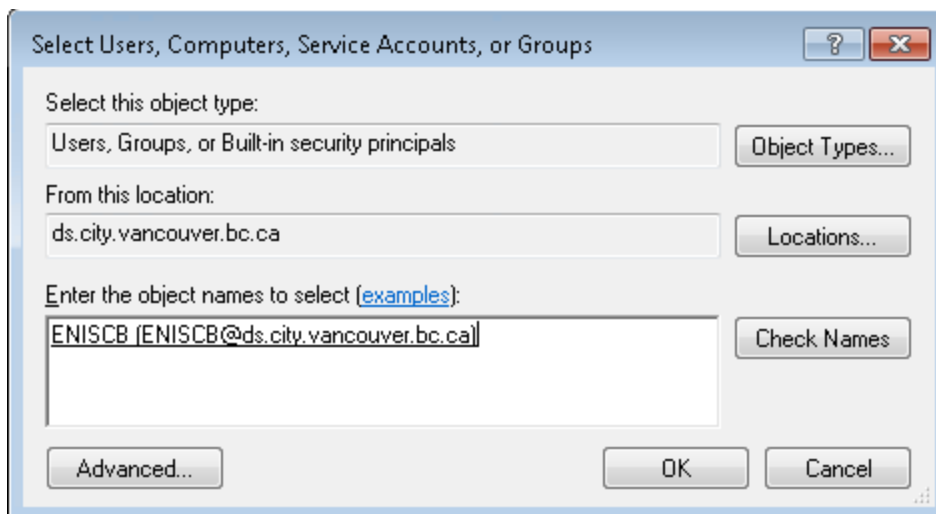 Select Users, Computers, Service Accounts, or Groups
?
Select this object type:
Users, Groups, or Built-in security principals
Object Types...
From this location:
ds.city.vancouver.bc.ca
Locations...
Enter the object names to select (examples):
ENISCB (ENISCB@ds.city.vancouver.bc.ca)
Check Names
Advanced...
OK
Cancel